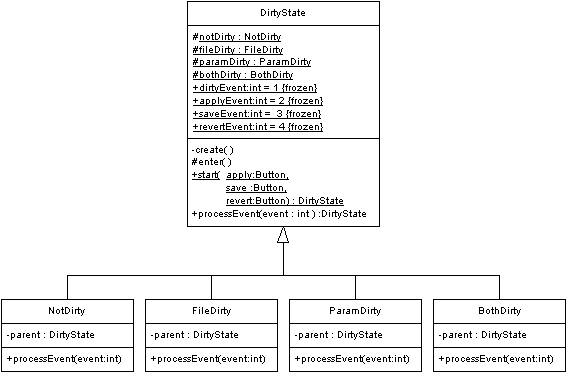 DirtyState
#notDirty : NotDirty
#fileDirty : FileDirty
#paramDirty : ParamDirty
#bothDirty : BothDirty
+dirtyEvent:int = 1 {frozen}
+applyEvent:int = 2 {frozen}
+saveEvent:int = 3 {frozen}
+revertEvent:int = 4 {frozen}
-create( )
#enter( )
+start( apply:Button,
save :Button,
revert:Button) : DirtyState
+processEvent(event : int ) :DirtyState
NotDirty
-parent : DirtyState
+processEvent(event:int)
FileDirty
-parent : DirtyState
+processEvent(event:int)
ParamDirty
-parent : DirtyState
+processEvent(event:int)
BothDirty
-parent : DirtyState
+processEvent(event:int)